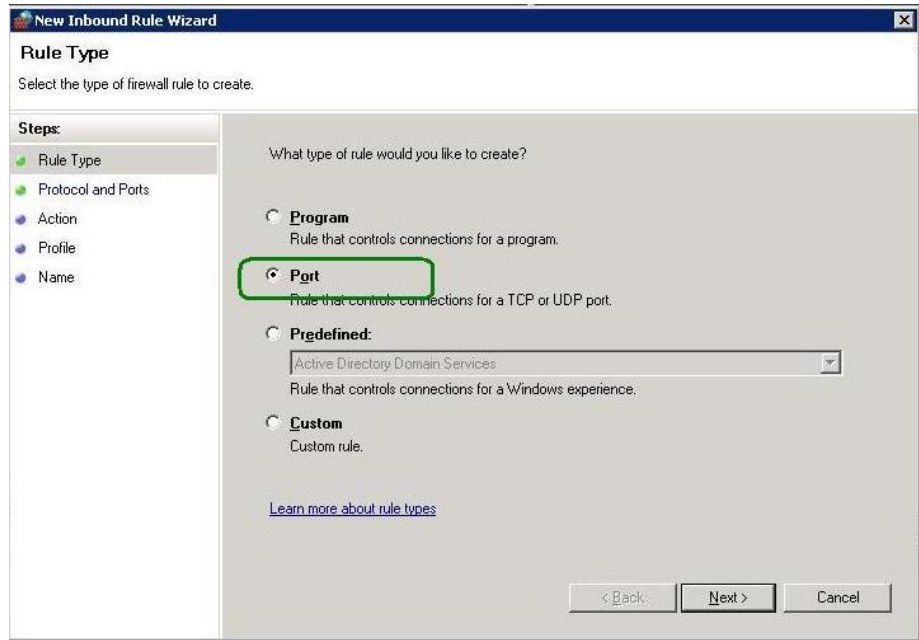 New Inbound Rule Wizard
Rule Type
Select the type of firewall rule to create.
Steps:
Rule Type
Protocol and Ports
Action
Profile
Name
What type of rule would you like to create?
Program
Rule that controls connections for a program.
Port
Rule that controls connections for a TCP or UDP port.
Predefined:
Active Directory Domain Services
Rule that controls connections for a Windows experience.
Custom
Custom rule.
Learn more about rule types
< Back
Next >
Cancel